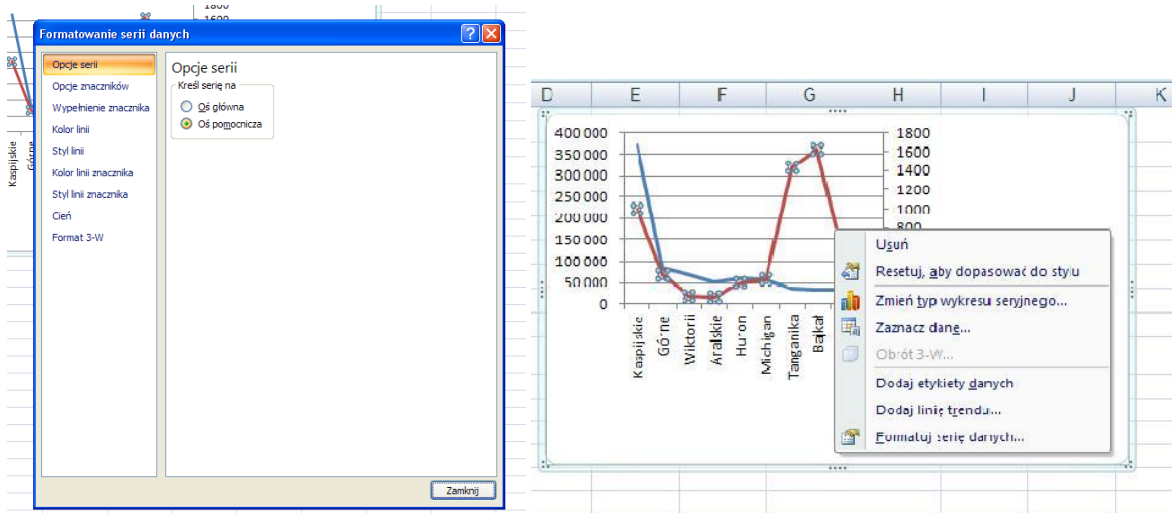 1800
1600
Formatowanie serii danych
Opcje serii
Opcje znaczników
Wypełnienie znacznika
Kolor linii
Styl linii
Kolor linii znacznika
Styl linii znacznika
Cień
Format 3-W
Opcje serii
Kreśl serię na
Oś główna
Oś pomocnicza
Zamknij
Kaspijskie
Górne
D E F G H I J K
400 000
350 000
300 000
250 000
200 000
150 000
100 000
50 000
0
1800
1600
1400
1200
1000
800
Kaspijskie
Górne
Wiktorii
Aralskie
Huron
Michigan
Tanganika
Bajkał
Usuń
Resetuj, aby dopasować do stylu
Zmień typ wykresu seryjnego...
Zaznacz dane...
Obrót 3-W...
Dodaj etykiety danych
Dodaj linię trendu...
Formatuj serię danych...